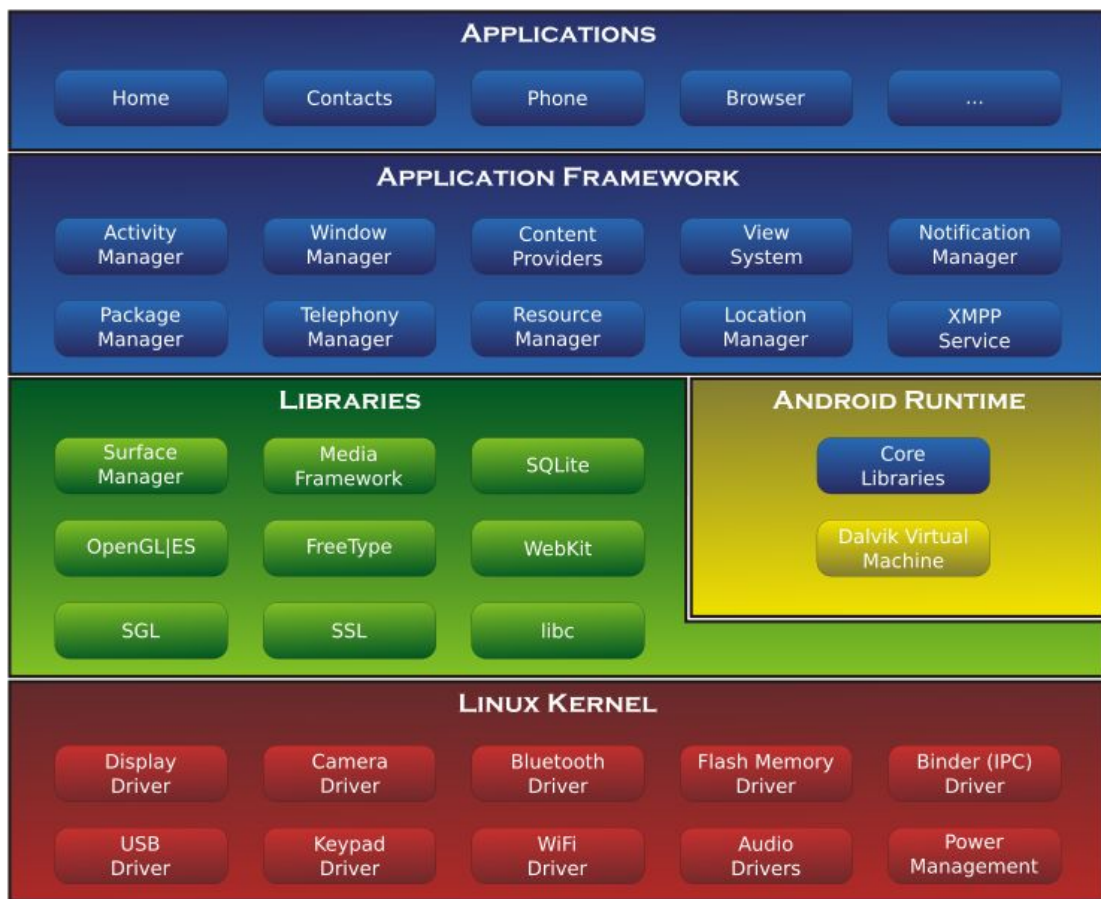 APPLICATIONS
Home
Contacts
Phone
Browser
...
APPLICATION FRAMEWORK
Activity
Manager
Window
Manager
Content
Providers
View
System
Notification
Manager
Package
Manager
Telephony
Manager
Resource
Manager
Location
Manager
XMPP
Service
LIBRARIES
Surface
Manager
Media
Framework
SQLite
OpenGL|ES
FreeType
WebKit
SGL
SSL
libc
ANDROID RUNTIME
Core
Libraries
Dalvik Virtual
Machine
LINUX KERNEL
Display
Driver
Camera
Driver
Bluetooth
Driver
Flash Memory
Driver
Binder (IPC)
Driver
USB
Driver
Keypad
Driver
WiFi
Driver
Audio
Drivers
Power
Management